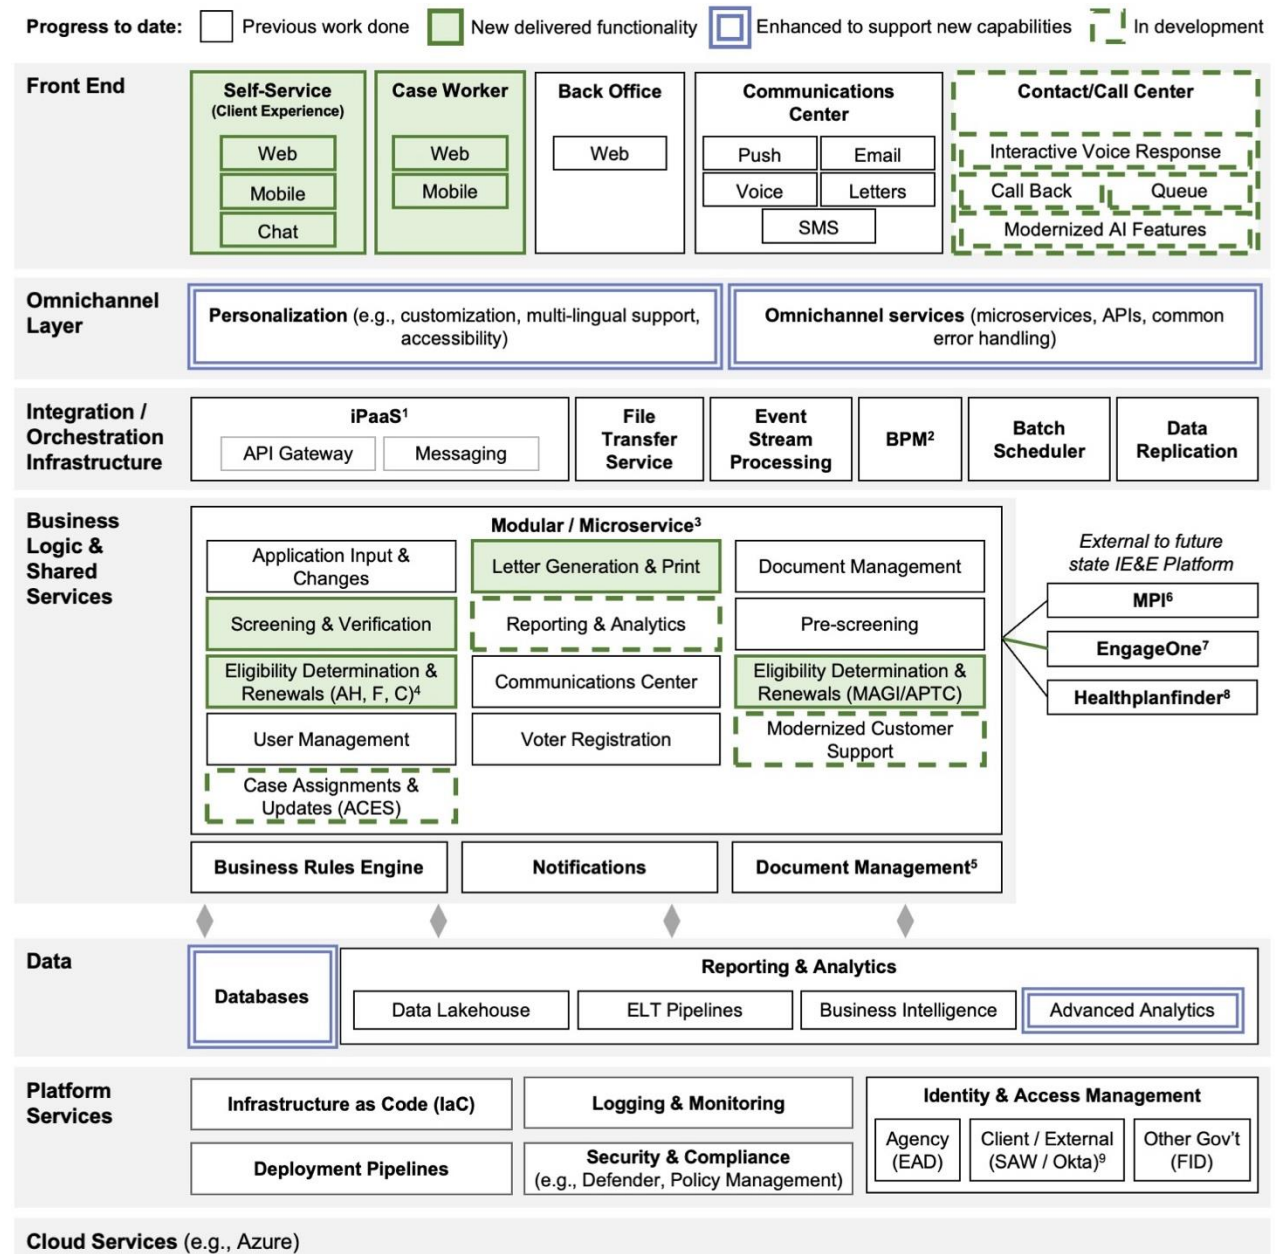 Progress to date: Previous work done New delivered functionality Enhanced to support new capabilities In development
Front End
Self-Service
(Client Experience)
Web
Mobile
Chat
Case Worker
Web
Mobile
Back Office
Web
Communications
Center
Push Email
Voice Letters
SMS
Contact/Call Center
Interactive Voice Response
Call Back Queue
Modernized AI Features
Omnichannel
Layer
Personalization (e.g., customization, multi-lingual support,
accessibility)
Omnichannel services (microservices, APIs, common
error handling)
Integration /
Orchestration
Infrastructure
iPaaS¹
API Gateway Messaging
File
Transfer
Service
Event
Stream
Processing
BPM²
Batch
Scheduler
Data
Replication
Business
Logic &
Shared
Services
Modular / Microservice³
Application Input &
Changes
Screening & Verification
Eligibility Determination &
Renewals (AH, F, C)⁴
User Management
Case Assignments &
Updates (ACES)
Letter Generation & Print
Reporting & Analytics
Communications Center
Voter Registration
Document Management
Pre-screening
Eligibility Determination &
Renewals (MAGI/APTC)
Modernized Customer
Support
Business Rules Engine
Notifications
Document Management⁵
External to future
state IE&E Platform
MPI⁶
EngageOne⁷
Healthplanfinder⁸
Data
Databases
Reporting & Analytics
Data Lakehouse
ELT Pipelines
Business Intelligence
Advanced Analytics
Platform
Services
Infrastructure as Code (IaC)
Deployment Pipelines
Logging & Monitoring
Security & Compliance
(e.g., Defender, Policy Management)
Identity & Access Management
Agency
(EAD)
Client / External
(SAW / Okta)⁹
Other Gov't
(FID)
Cloud Services (e.g., Azure)